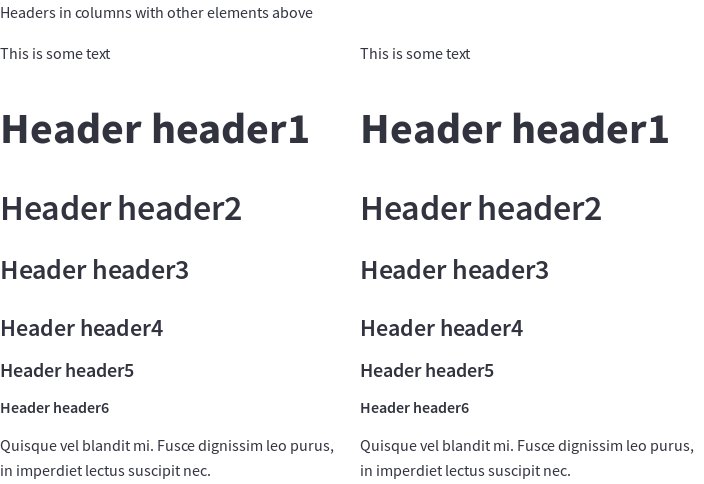 Headers in columns with other elements above
This is some text
Header header1
Header header2
Header header3
Header header4
Header header5
Header header6
Quisque vel blandit mi. Fusce dignissim leo purus,
in imperdiet lectus suscipit nec.
This is some text
Header header1
Header header2
Header header3
Header header4
Header header5
Header header6
Quisque vel blandit mi. Fusce dignissim leo purus,
in imperdiet lectus suscipit nec.